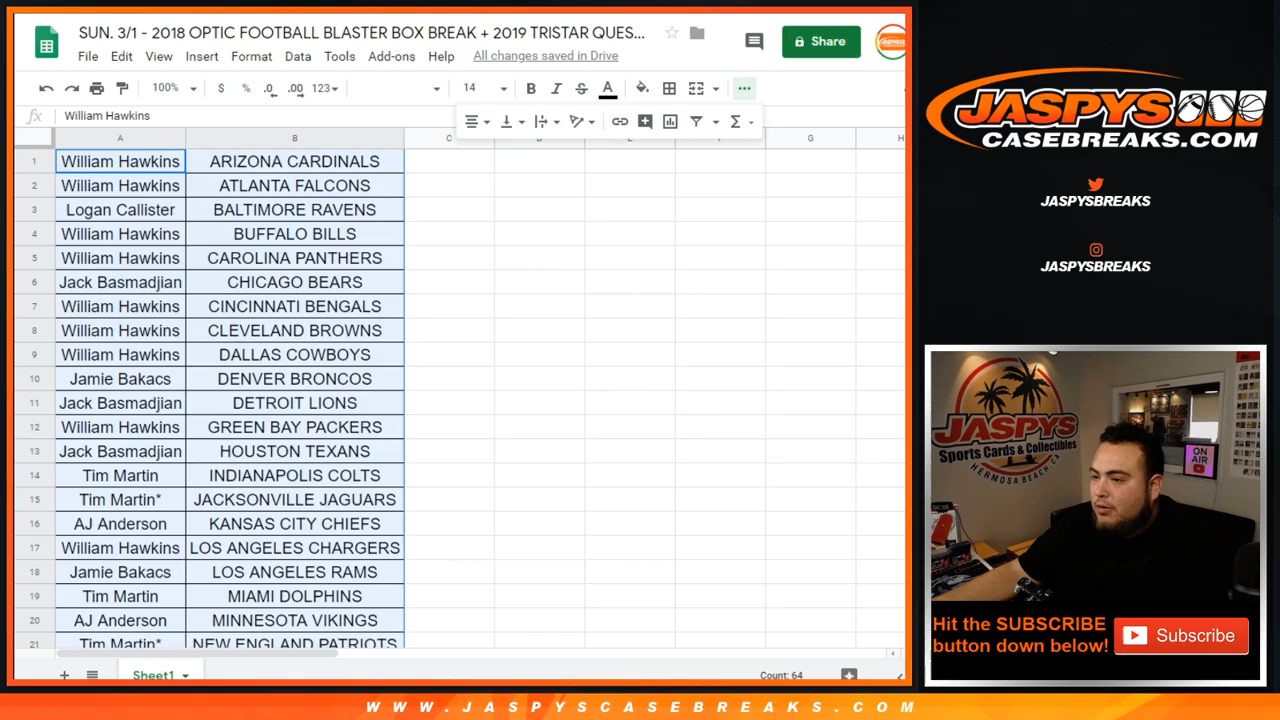 SUN. 3/1 - 2018 OPTIC FOOTBALL BLASTER BOX BREAK + 2019 TRISTAR QUES...
File Edit View Insert Format Data Tools Add-ons Help All changes saved in Drive
Share
100% $ % .0 .00 123 14 B I S A
fx William Hawkins
A B C D E F G H
1 William Hawkins ARIZONA CARDINALS
2 William Hawkins ATLANTA FALCONS
3 Logan Callister BALTIMORE RAVENS
4 William Hawkins BUFFALO BILLS
5 William Hawkins CAROLINA PANTHERS
6 Jack Basmadjian CHICAGO BEARS
7 William Hawkins CINCINNATI BENGALS
8 William Hawkins CLEVELAND BROWNS
9 William Hawkins DALLAS COWBOYS
10 Jamie Bakacs DENVER BRONCOS
11 Jack Basmadjian DETROIT LIONS
12 William Hawkins GREEN BAY PACKERS
13 Jack Basmadjian HOUSTON TEXANS
14 Tim Martin INDIANAPOLIS COLTS
15 Tim Martin* JACKSONVILLE JAGUARS
16 AJ Anderson KANSAS CITY CHIEFS
17 William Hawkins LOS ANGELES CHARGERS
18 Jamie Bakacs LOS ANGELES RAMS
19 Tim Martin MIAMI DOLPHINS
20 AJ Anderson MINNESOTA VIKINGS
21 Tim Martin* NEW ENGLAND PATRIOTS
Sheet1
Count: 64
JASPYS
CASEBREAKS.COM
JASPYSBREAKS
JASPYSBREAKS
JASPYS
Sports Cards & Collectibles
HERMOSA BEACH, CA
ON AIR
Hit the SUBSCRIBE
button down below!
Subscribe
WWW.JASPYSCASEBREAKS.COM